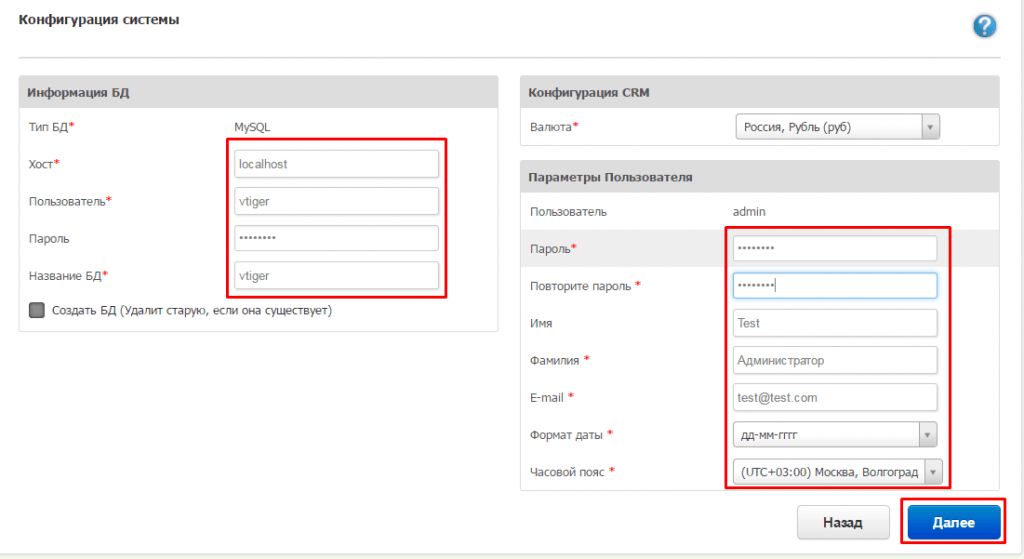 Конфигурация системы
?
Информация БД
Тип БД* MySQL
Хост* localhost
Пользователь* vtiger
Пароль ••••••••
Название БД* vtiger
Создать БД (Удалит старую, если она существует)
Конфигурация CRM
Валюта* Россия, Рубль (руб)
Параметры Пользователя
Пользователь admin
Пароль* ••••••••
Повторите пароль * ••••••••
Имя Test
Фамилия * Администратор
E-mail * test@test.com
Формат даты * дд-мм-гггг
Часовой пояс * (UTC+03:00) Москва, Волгоград
Назад Далее